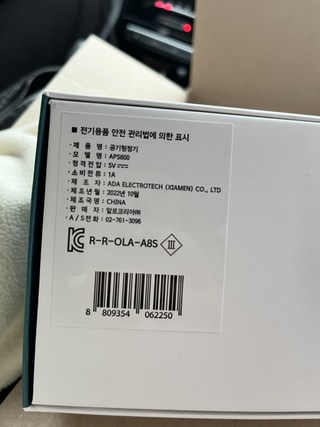 ■ 전기용품 안전 관리법에 의한 표시
· 제 품 명 : 공기청정기
· 모 델 명 : APS800
· 정격전압 : 5V ⎓
· 소비전류 : 1A
· 제 조 자 : ADA ELECTROTECH (XIAMEN) CO., LTD
· 제조년월 : 2022년 10월
· 제조국명 : CHINA
· 판 매 자 : 알로코리아㈜
· A / S 전화 : 02-761-3096
R-R-OLA-A8S III
8 809354 062250